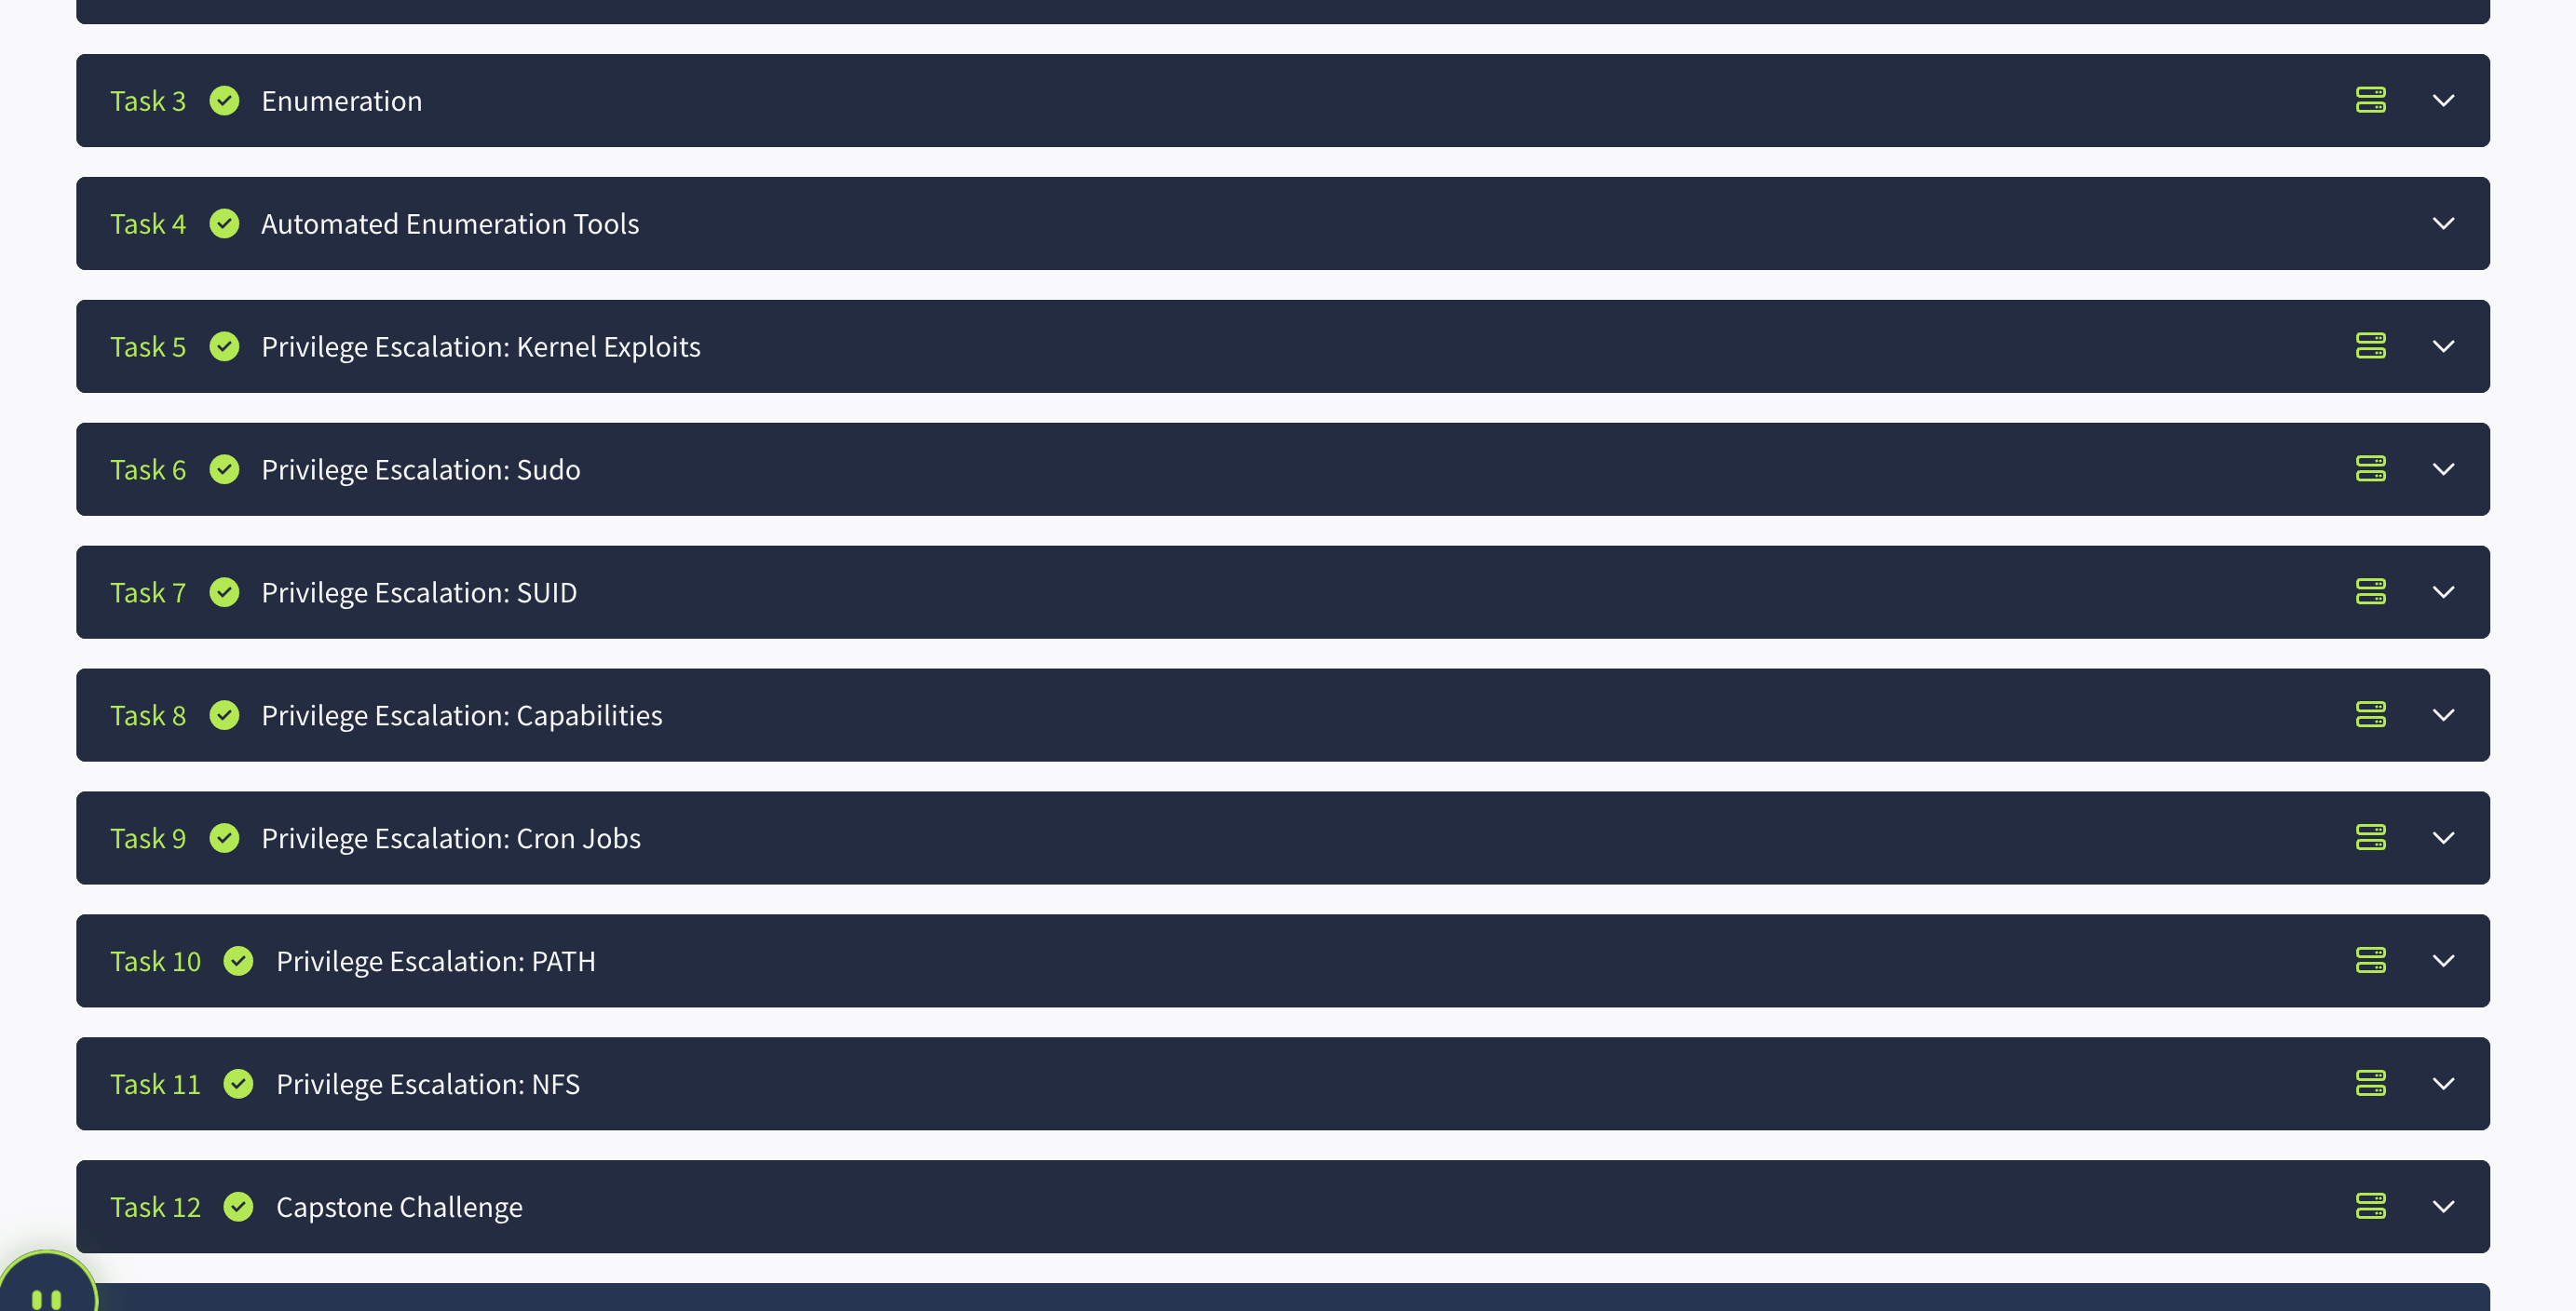 Task 3 Enumeration
Task 4 Automated Enumeration Tools
Task 5 Privilege Escalation: Kernel Exploits
Task 6 Privilege Escalation: Sudo
Task 7 Privilege Escalation: SUID
Task 8 Privilege Escalation: Capabilities
Task 9 Privilege Escalation: Cron Jobs
Task 10 Privilege Escalation: PATH
Task 11 Privilege Escalation: NFS
Task 12 Capstone Challenge